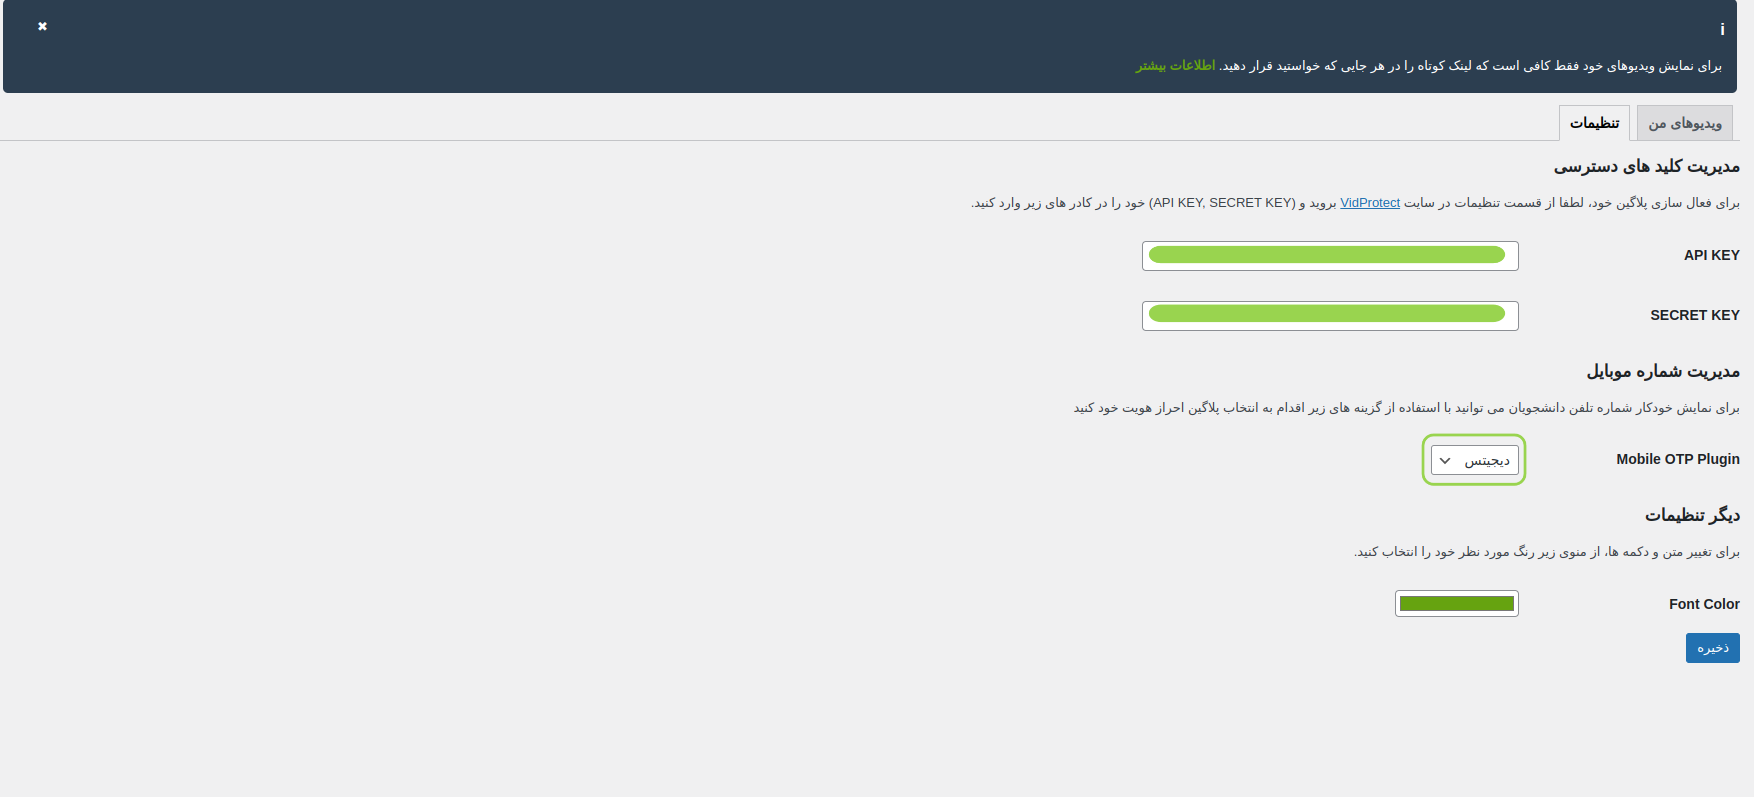 ✖
i
برای نمایش ویدیوهای خود فقط کافی است که لینک کوتاه را در هر جایی که خواستید قرار دهید. اطلاعات بیشتر
ویدیوهای من
تنظیمات
مدیریت کلید های دسترسی
برای فعال سازی پلاگین خود، لطفا از قسمت تنظیمات در سایت VidProtect بروید و (API KEY, SECRET KEY) خود را در کادر های زیر وارد کنید.
API KEY
SECRET KEY
مدیریت شماره موبایل
برای نمایش خودکار شماره تلفن دانشجویان می توانید با استفاده از گزینه های زیر اقدام به انتخاب پلاگین احراز هویت خود کنید
Mobile OTP Plugin
دیجیتس
دیگر تنظیمات
برای تغییر متن و دکمه ها، از منوی زیر رنگ مورد نظر خود را انتخاب کنید.
Font Color
ذخیره